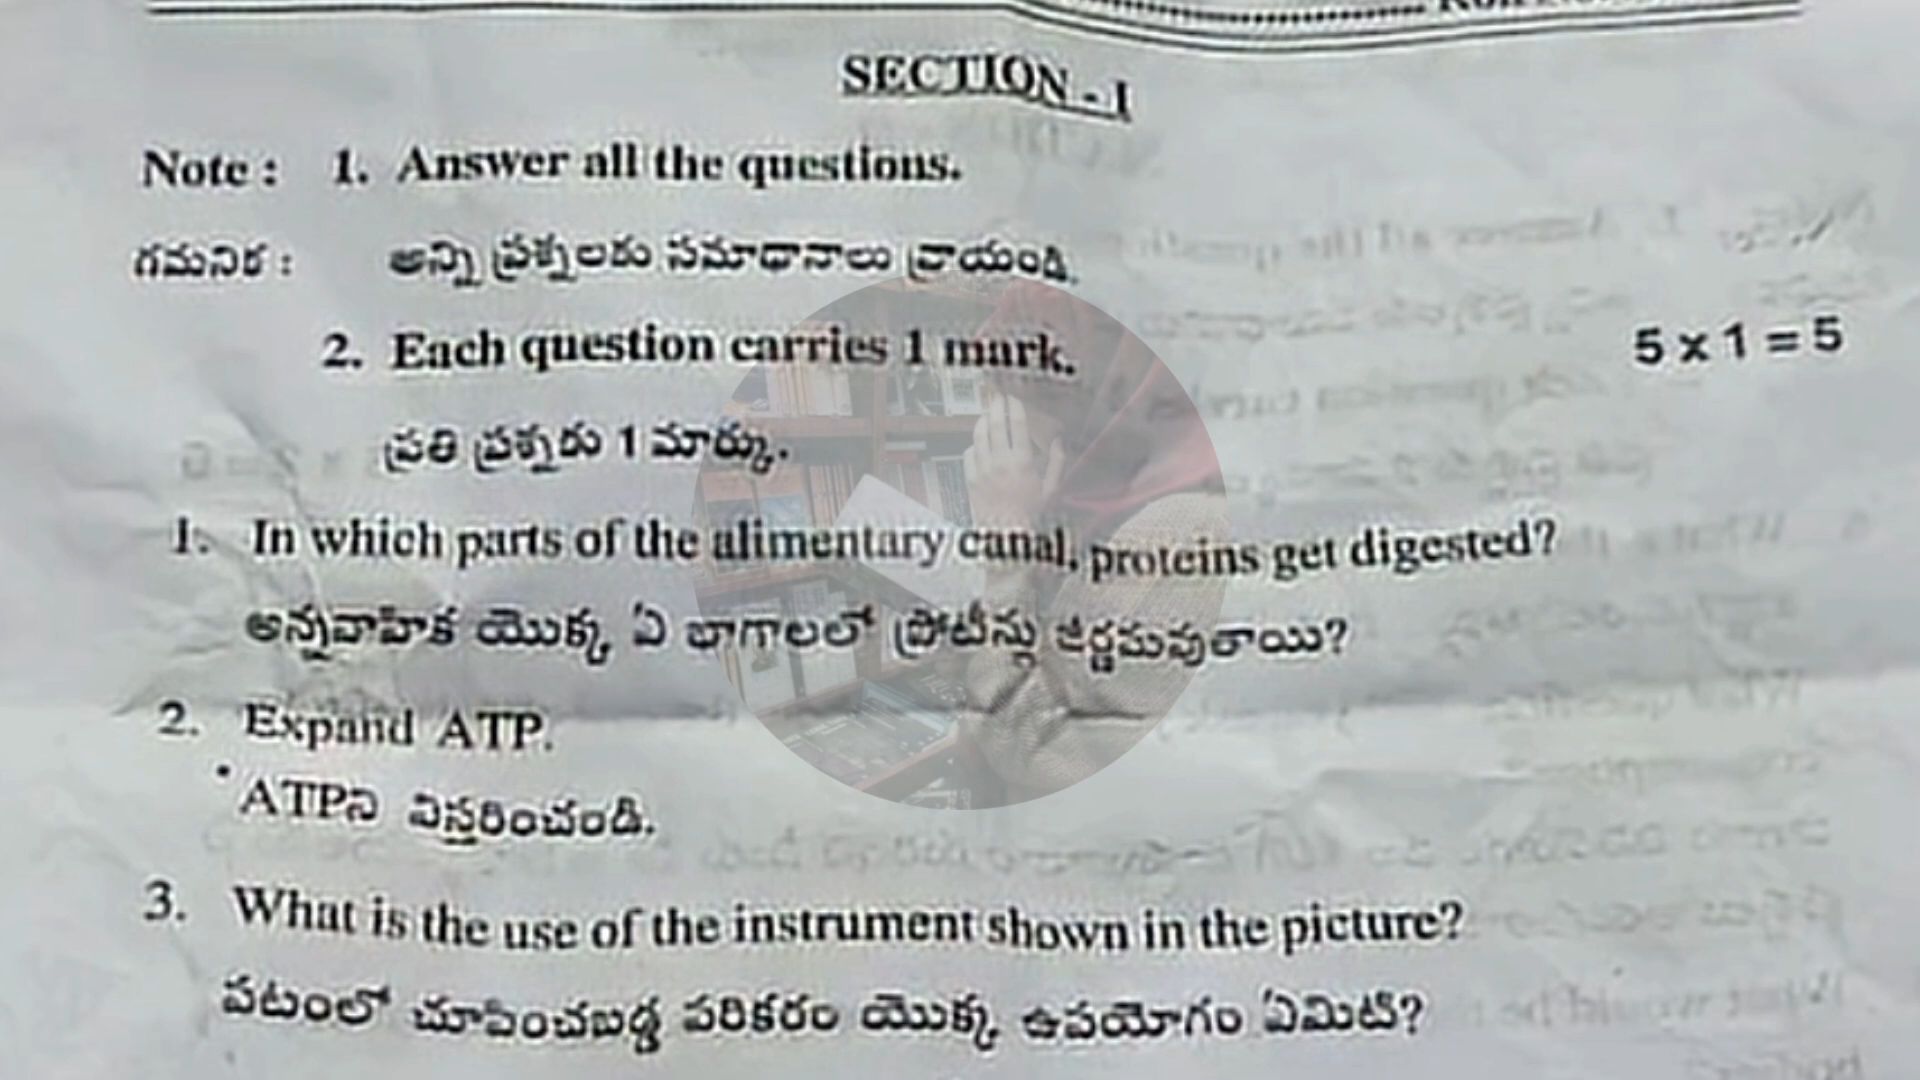 SECTION - I
Note : 1. Answer all the questions.
గమనిక : అన్ని ప్రశ్నలకు సమాధానాలు వ్రాయండి.
2. Each question carries 1 mark. 5 x 1 = 5
ప్రతి ప్రశ్నకు 1 మార్కు.
1. In which parts of the alimentary canal, proteins get digested?
అన్నవాహిక యొక్క ఏ భాగాలలో ప్రోటీన్లు జీర్ణమవుతాయి?
2. Expand ATP.
ATPని విస్తరించండి.
3. What is the use of the instrument shown in the picture?
పటంలో చూపించబడ్డ పరికరం యొక్క ఉపయోగం ఏమిటి?